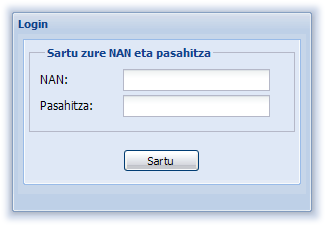 Login
Sartu zure NAN eta pasahitza
NAN:
Pasahitza:
Sartu